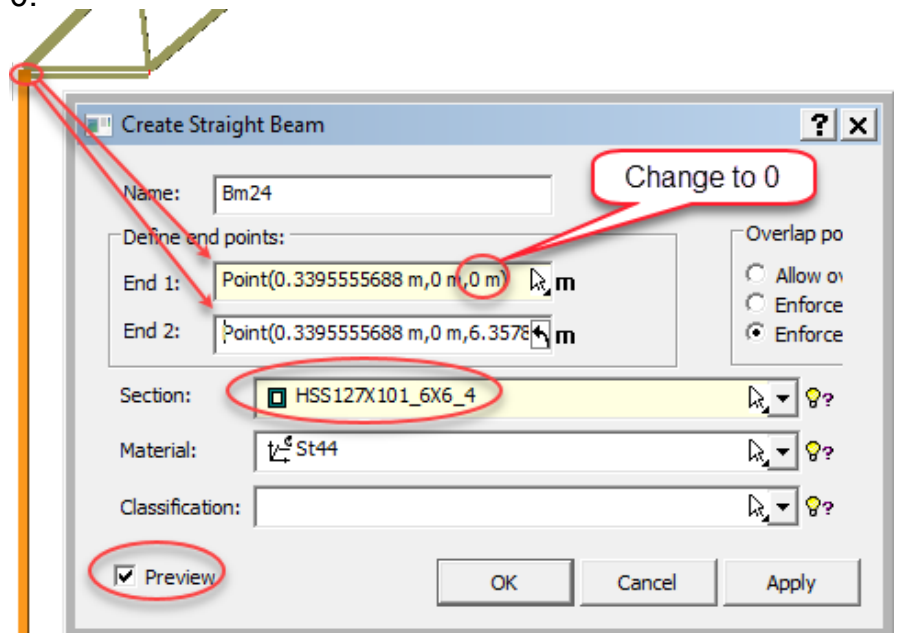 Create Straight Beam
? x
Change to 0
Name: Bm24
Define end points:
Overlap po
End 1: Point(0.3395555688 m,0 m,0 m) m
Allow ov
Enforce
End 2: Point(0.3395555688 m,0 m,6.3578 m
Enforce
Section: HSS127X101_6X6_4
Material: St44
Classification:
Preview
OK Cancel Apply